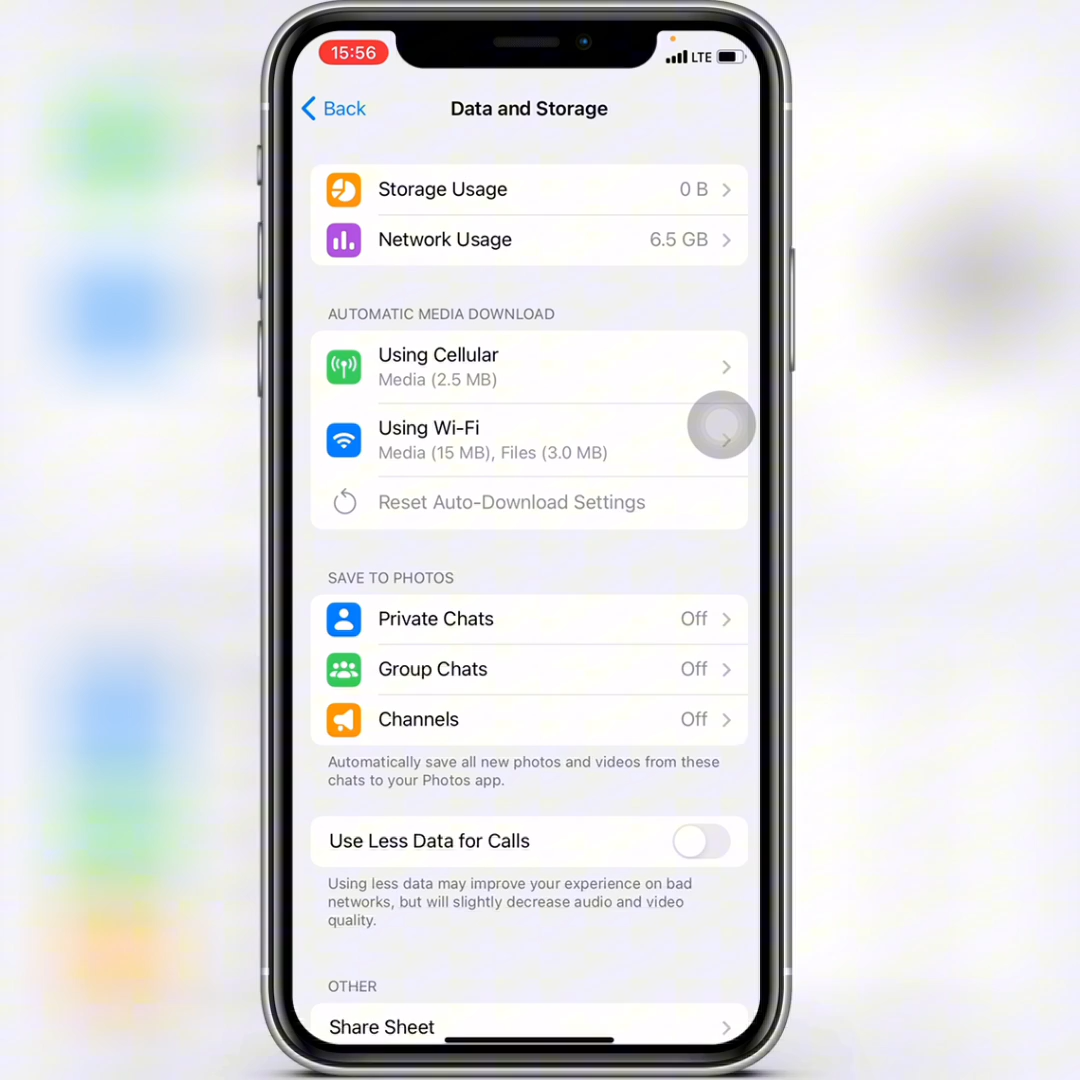 15:56
LTE
Back
Data and Storage
Storage Usage
0 B
Network Usage
6.5 GB
AUTOMATIC MEDIA DOWNLOAD
Using Cellular
Media (2.5 MB)
Using Wi-Fi
Media (15 MB), Files (3.0 MB)
Reset Auto-Download Settings
SAVE TO PHOTOS
Private Chats
Off
Group Chats
Off
Channels
Off
Automatically save all new photos and videos from these
chats to your Photos app.
Use Less Data for Calls
Using less data may improve your experience on bad
networks, but will slightly decrease audio and video
quality.
OTHER
Share Sheet